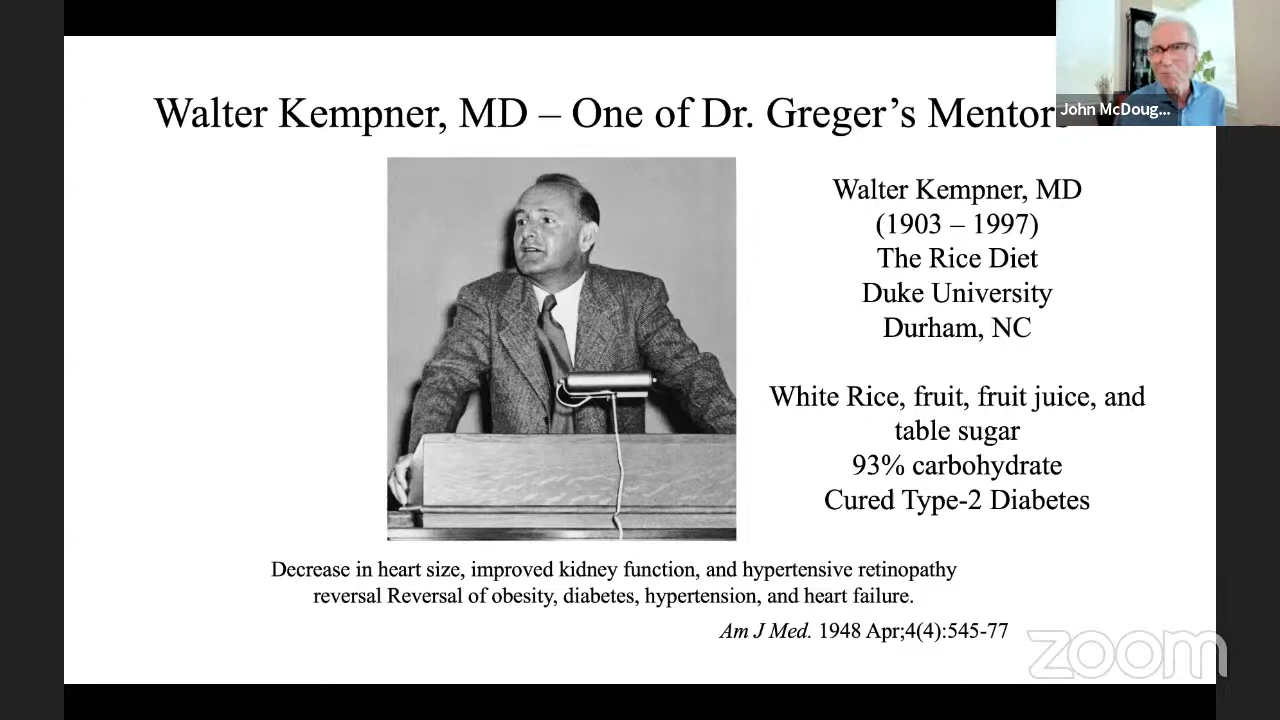 Walter Kempner, MD – One of Dr. Greger’s Mentors
John McDoug...
Walter Kempner, MD
(1903 – 1997)
The Rice Diet
Duke University
Durham, NC
White Rice, fruit, fruit juice, and
table sugar
93% carbohydrate
Cured Type-2 Diabetes
Decrease in heart size, improved kidney function, and hypertensive retinopathy
reversal Reversal of obesity, diabetes, hypertension, and heart failure.
Am J Med. 1948 Apr;4(4):545-77
zoom